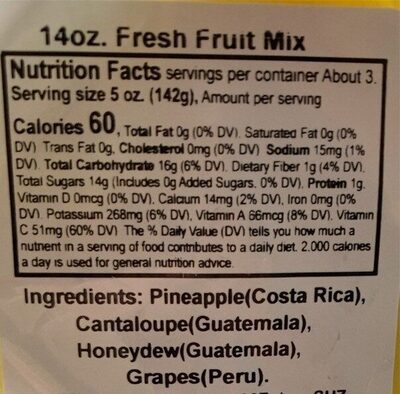 14oz. Fresh Fruit Mix
Nutrition Facts servings per container About 3.
Serving size 5 oz. (142g), Amount per serving
Calories 60, Total Fat 0g (0% DV). Saturated Fat 0g (0%
DV) Trans Fat 0g, Cholesterol 0mg (0% DV) Sodium 15mg (1%
DV). Total Carbohydrate 16g (6% DV). Dietary Fiber 1g (4% DV).
Total Sugars 14g (Includes 0g Added Sugars. 0% DV). Protein 1g.
Vitamin D 0mcg (0% DV), Calcium 14mg (2% DV), Iron 0mg (0%
DV). Potassium 268mg (6% DV), Vitamin A 66mcg (8% DV). Vitamin
C 51mg (60% DV) The % Daily Value (DV) tells you how much a
nutrient in a serving of food contributes to a daily diet. 2,000 calories
a day is used for general nutrition advice.
Ingredients: Pineapple(Costa Rica),
Cantaloupe(Guatemala),
Honeydew(Guatemala),
Grapes(Peru).